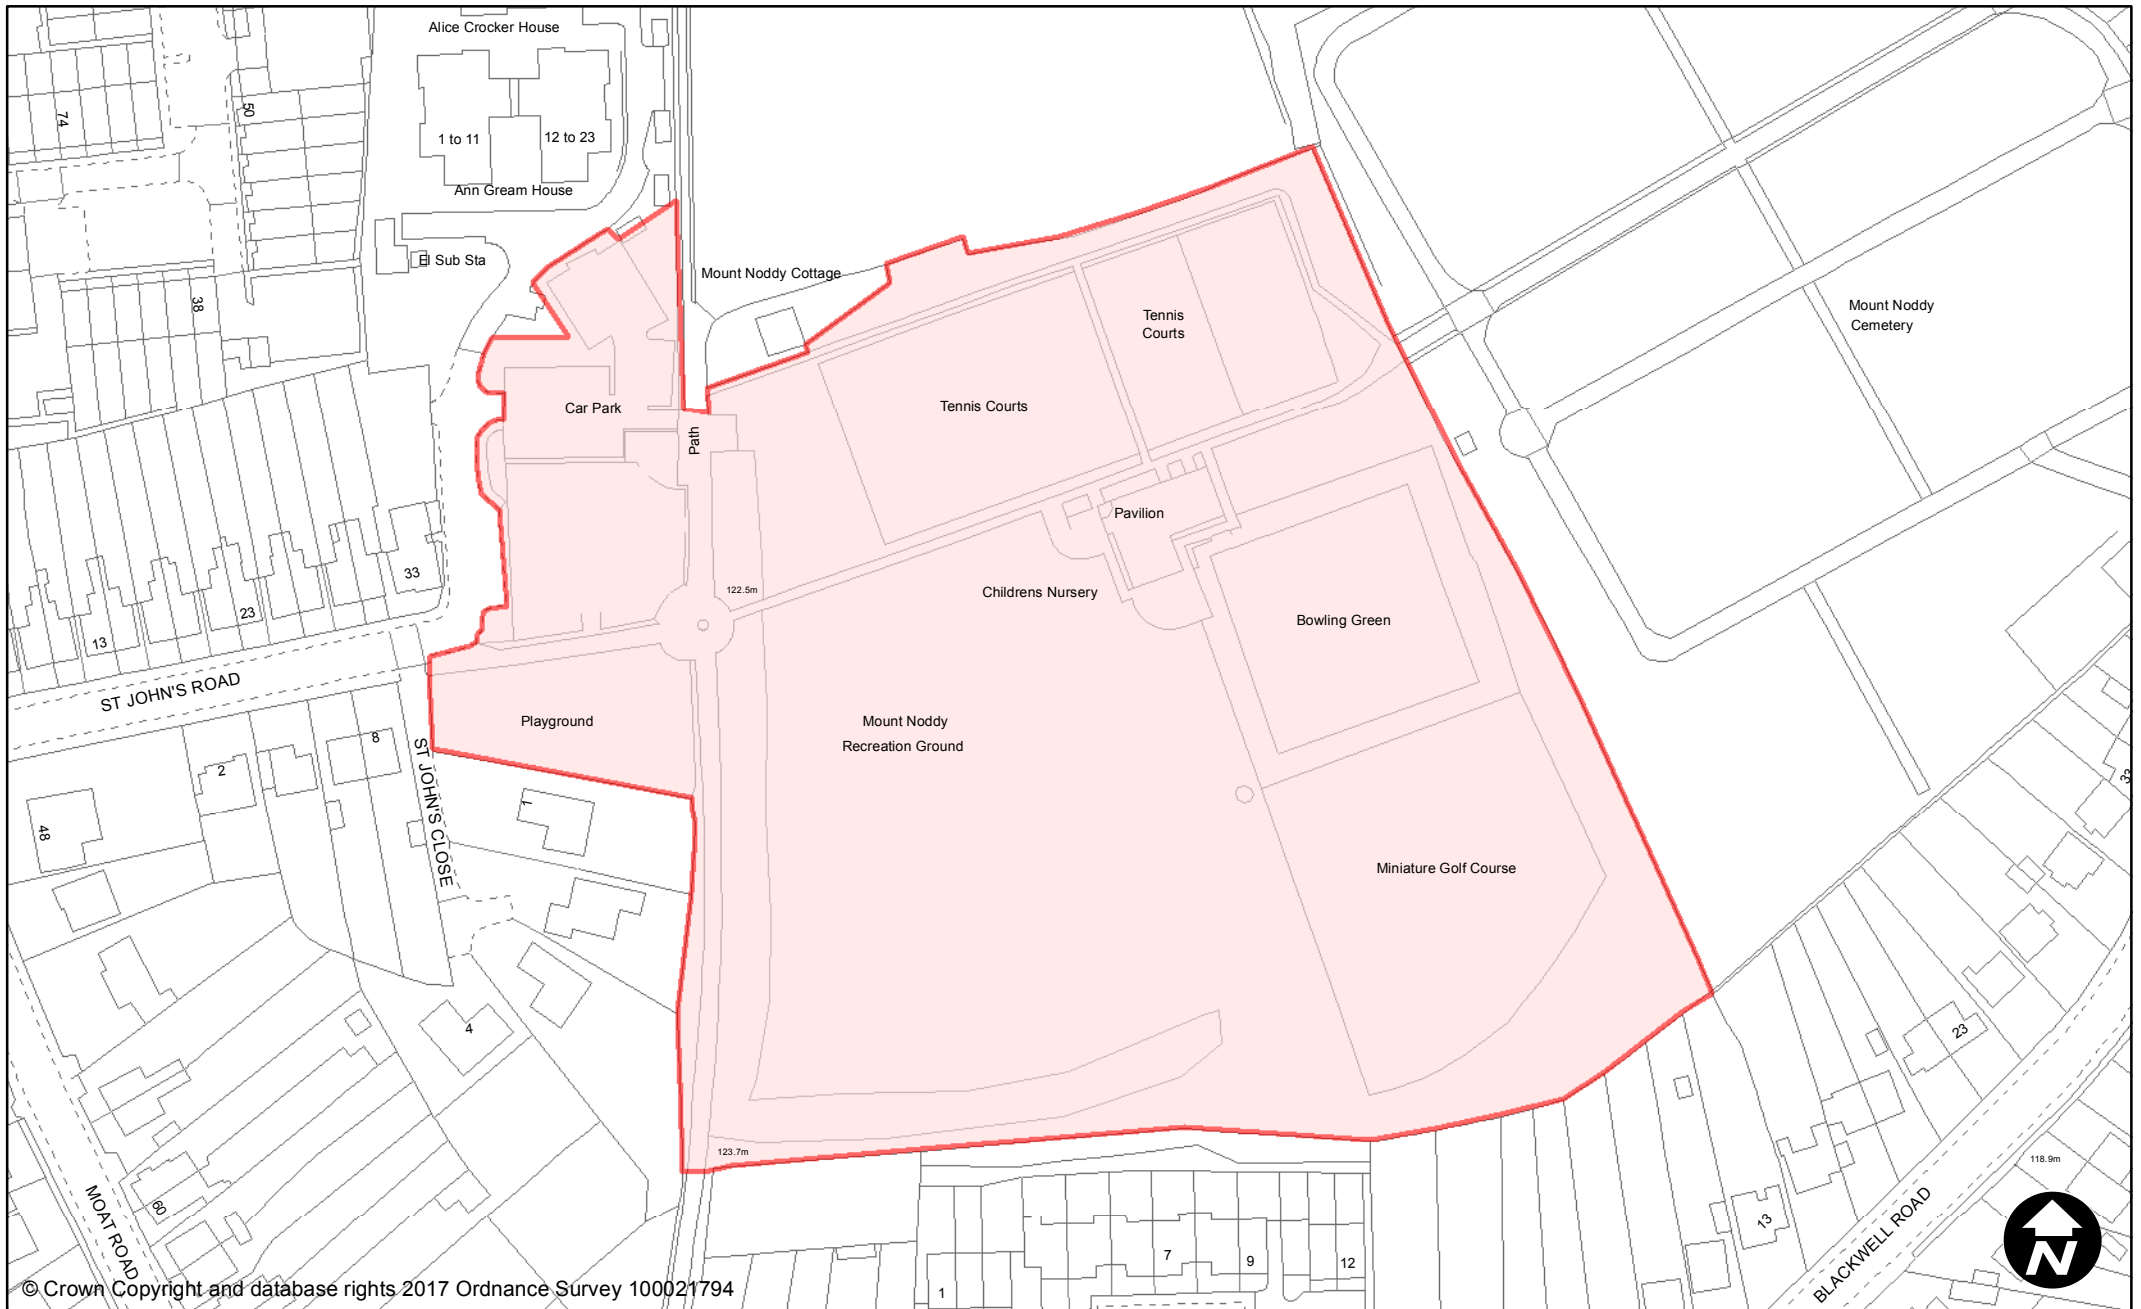 Alice Crocker House
74
50
1 to 11
12 to 23
Ann Gream House
El Sub Sta
Mount Noddy Cottage
38
Tennis
Courts
Mount Noddy
Cemetery
Car Park
Tennis Courts
Path
Pavilion
33
122.5m
Childrens Nursery
23
13
Bowling Green
ST JOHN'S ROAD
Playground
Mount Noddy
Recreation Ground
8
2
ST JOHN'S CLOSE
33
1
48
Miniature Golf Course
4
23
123.7m
118.9m
MOAT ROAD
60
13
7
9
12
1
BLACKWELL ROAD
N
© Crown Copyright and database rights 2017 Ordnance Survey 100021794